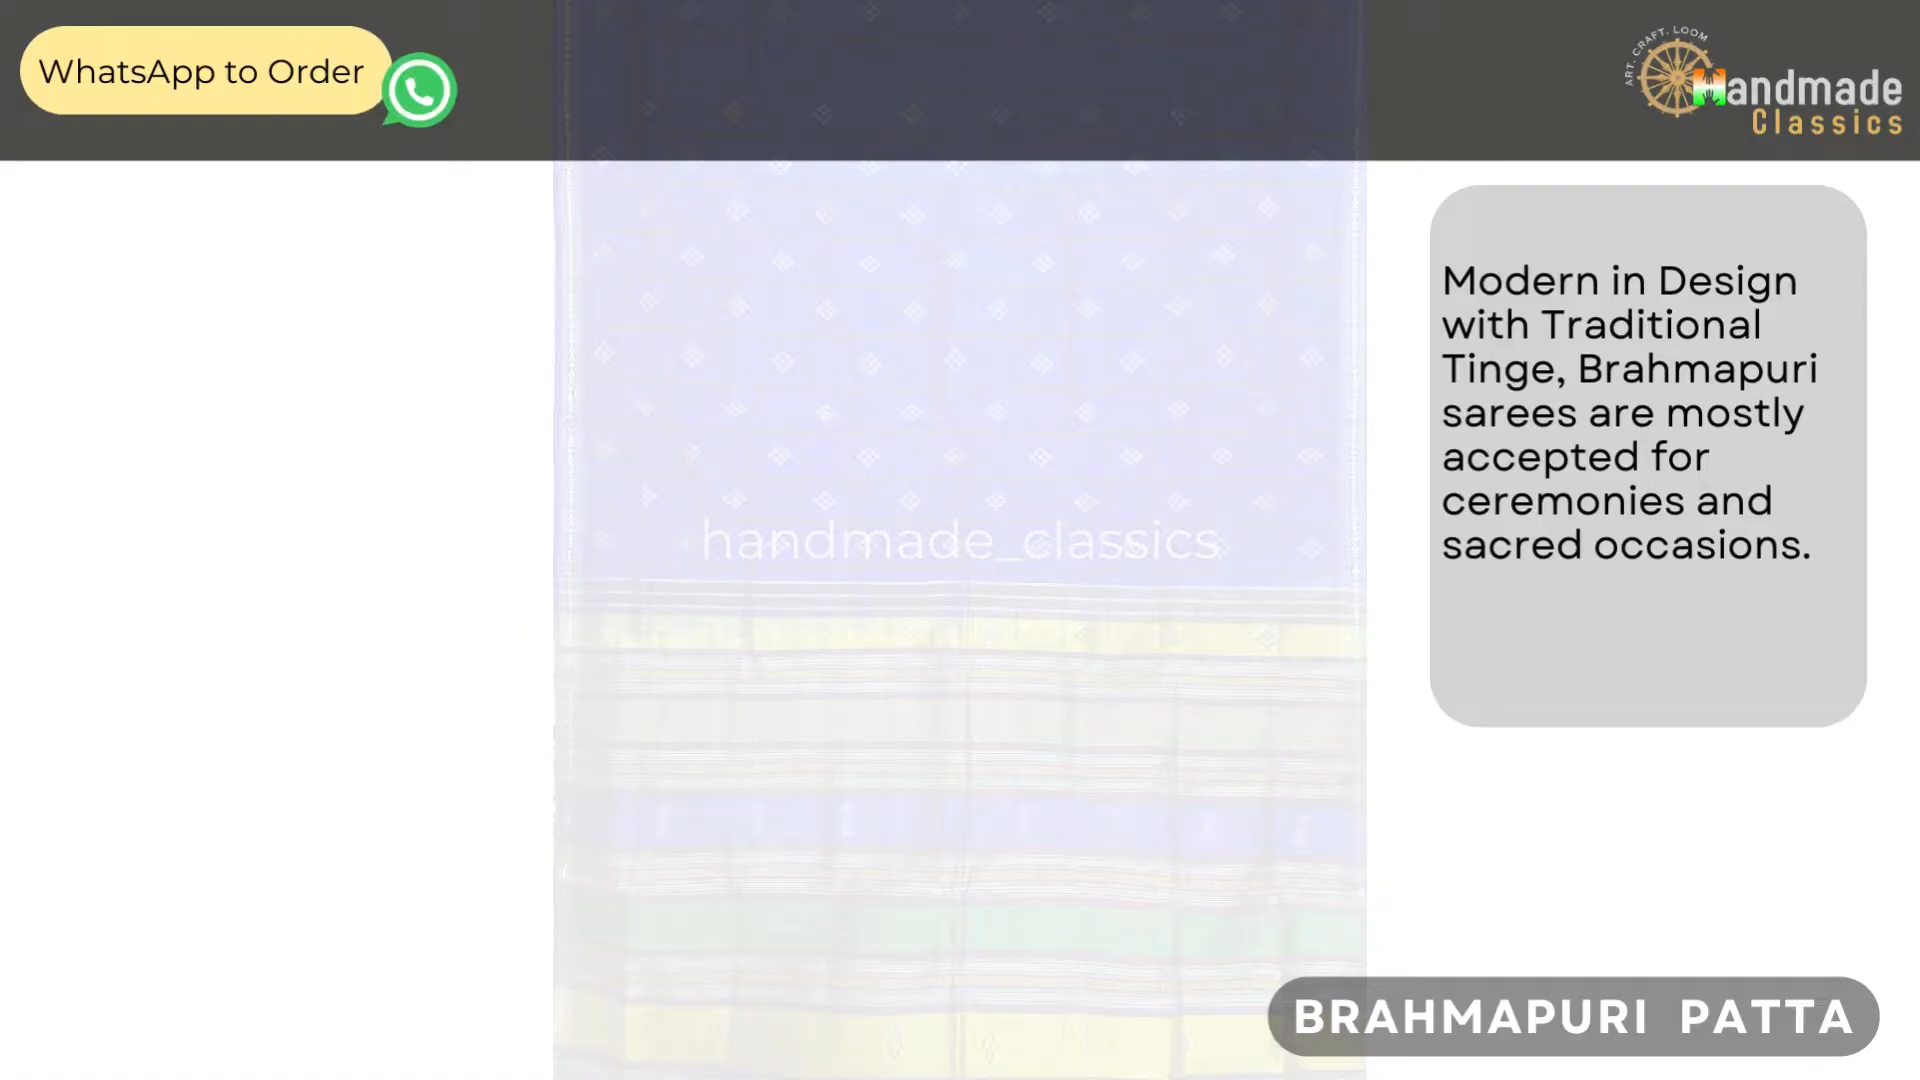 WhatsApp to Order
ART. CRAFT. LOOM
Handmade
Classics
Modern in Design
with Traditional
Tinge, Brahmapuri
sarees are mostly
accepted for
ceremonies and
sacred occasions.
handmade_classics
BRAHMAPURI PATTA